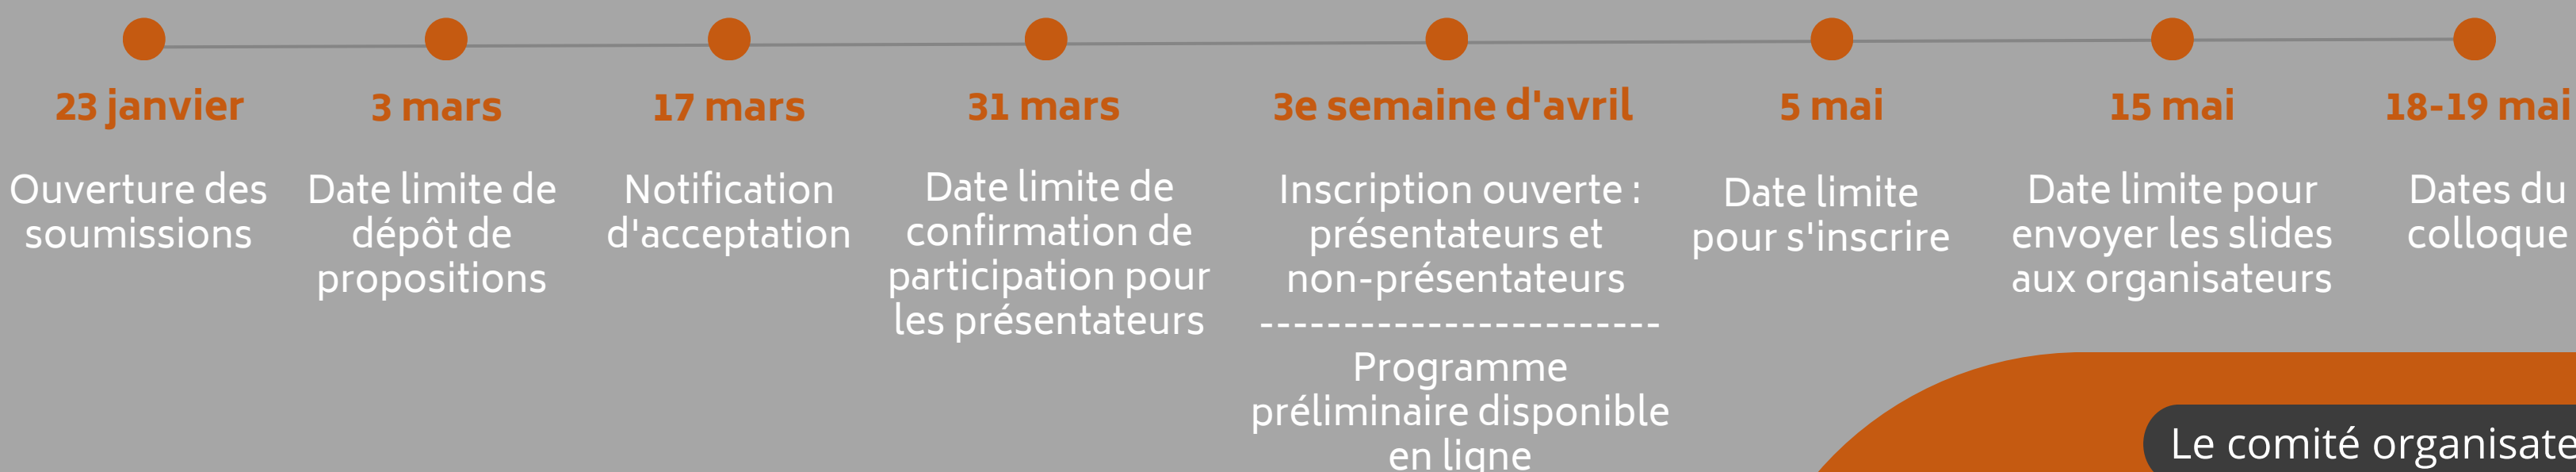 23 janvier
Ouverture des
soumissions
3 mars
Date limite de
dépôt de
propositions
17 mars
Notification
d'acceptation
31 mars
Date limite de
confirmation de
participation pour
les présentateurs
3e semaine d'avril
Inscription ouverte :
présentateurs et
non-présentateurs
-------------------------
Programme
préliminaire disponible
en ligne
5 mai
Date limite
pour s'inscrire
15 mai
Date limite pour
envoyer les slides
aux organisateurs
18-19 mai
Dates du
colloque
Le comité organisate